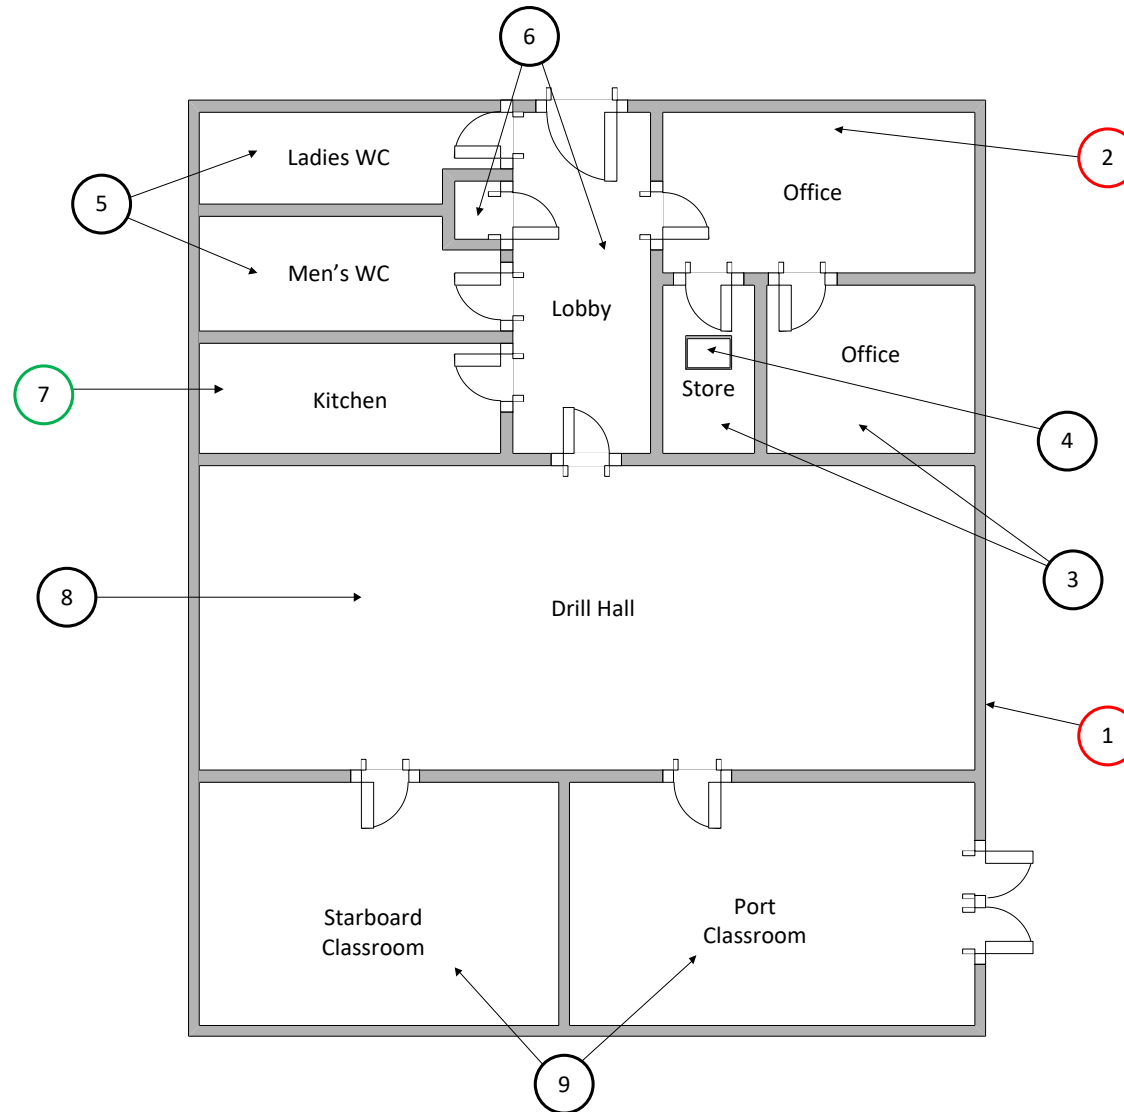 6
2
Ladies WC
Office
5
Men's WC
Lobby
Office
7
Kitchen
Store
4
3
8
Drill Hall
1
Starboard
Classroom
Port
Classroom
9